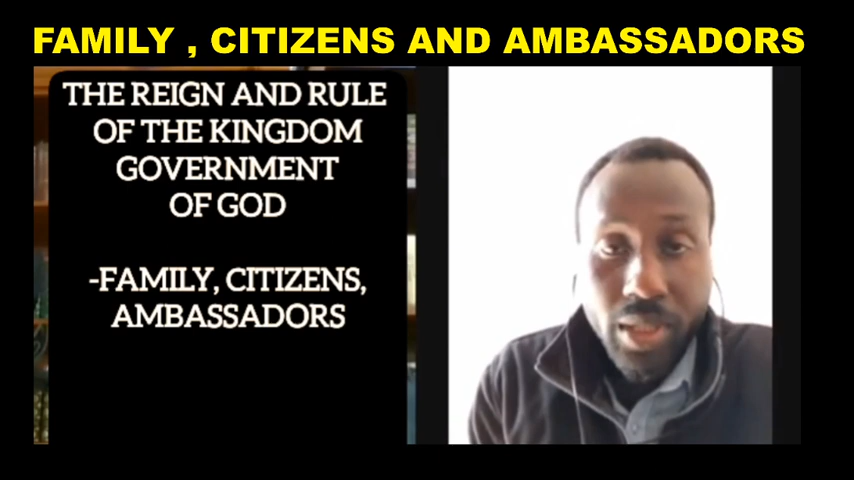 FAMILY , CITIZENS AND AMBASSADORS
THE REIGN AND RULE
OF THE KINGDOM
GOVERNMENT
OF GOD
-FAMILY, CITIZENS,
AMBASSADORS